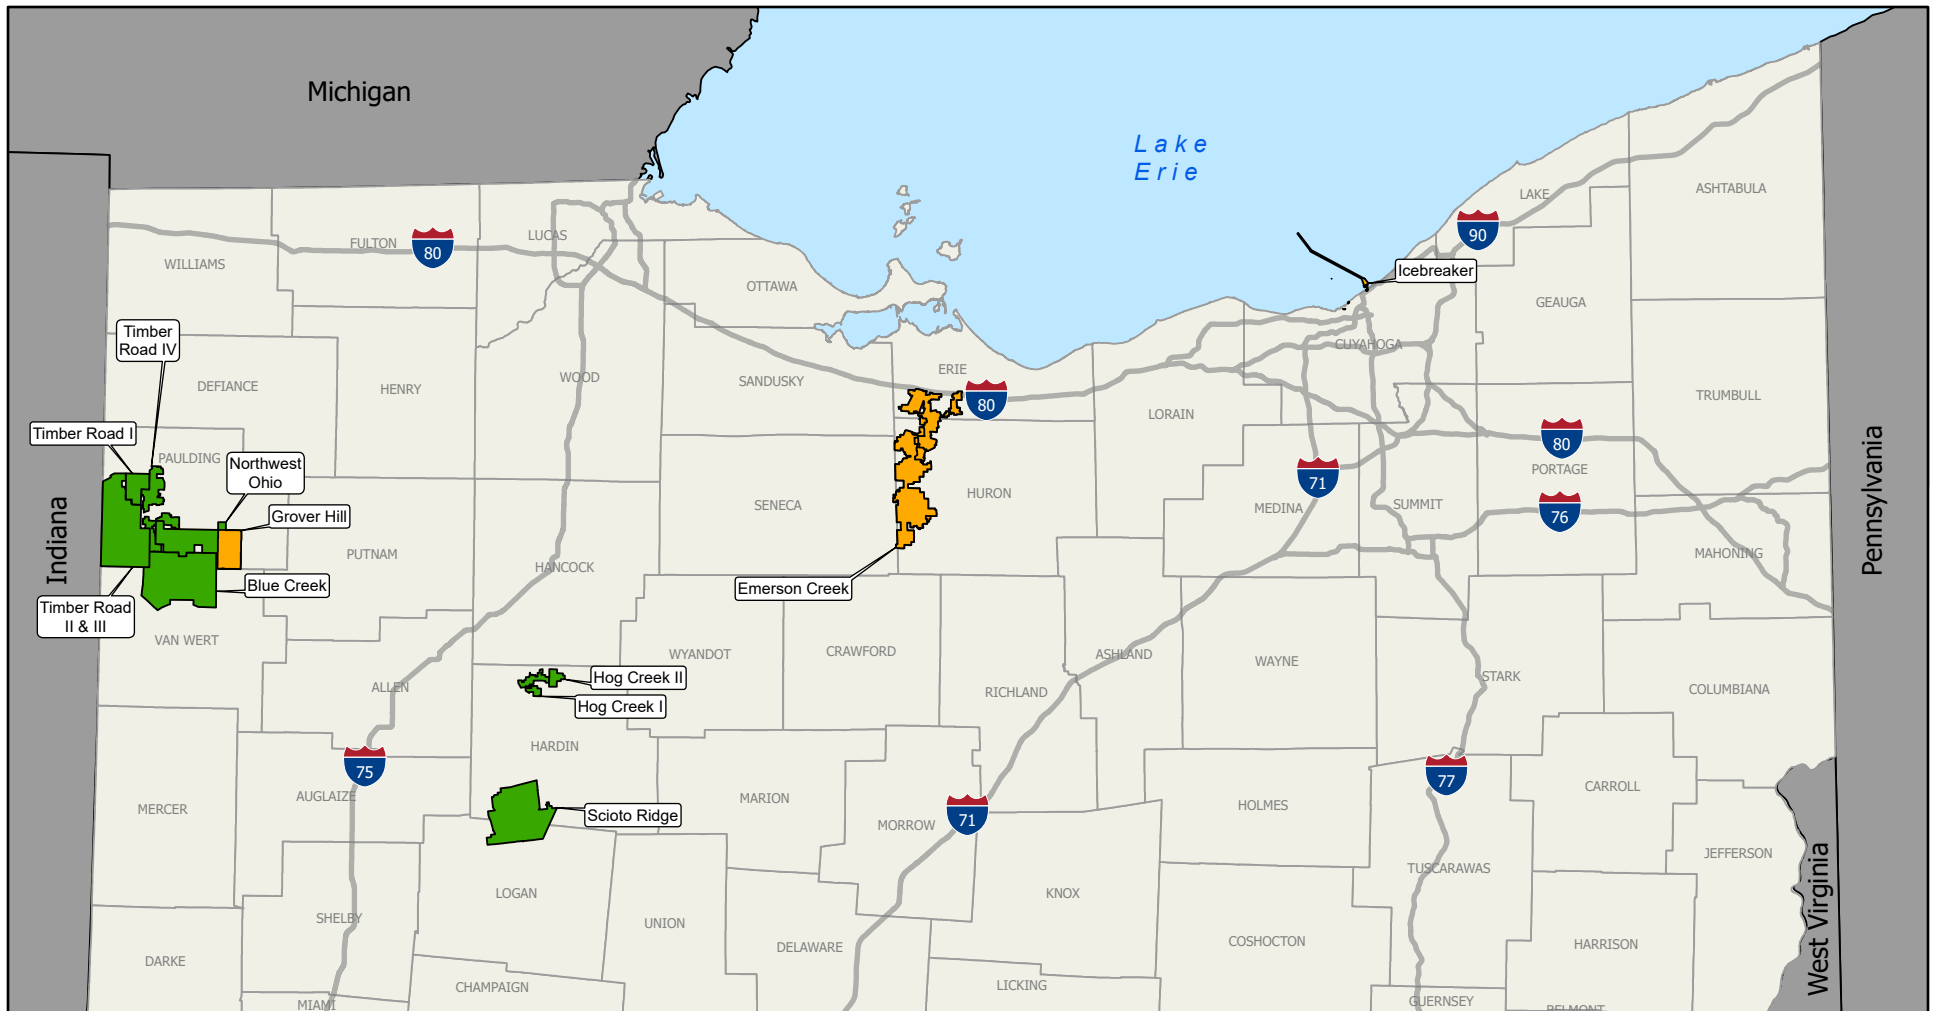 Michigan
Lake
Erie
ASHTABULA
LAKE
90
LUCAS
FULTON
80
WILLIAMS
Icebreaker
OTTAWA
GEAUGA
Timber
Road IV
CUYAHOGA
ERIE
WOOD
SANDUSKY
DEFIANCE
HENRY
80
TRUMBULL
LORAIN
Timber Road I
80
PAULDING
Northwest
Ohio
PORTAGE
71
HURON
SENECA
MEDINA
SUMMIT
76
Grover Hill
Indiana
Pennsylvania
PUTNAM
HANCOCK
MAHONING
Emerson Creek
Blue Creek
Timber Road
II & III
VAN WERT
WYANDOT
CRAWFORD
ASHLAND
WAYNE
STARK
Hog Creek II
ALLEN
RICHLAND
COLUMBIANA
Hog Creek I
HARDIN
75
77
CARROLL
AUGLAIZE
MARION
HOLMES
MERCER
Scioto Ridge
71
MORROW
JEFFERSON
TUSCARAWAS
West Virginia
LOGAN
KNOX
SHELBY
UNION
DELAWARE
COSHOCTON
HARRISON
DARKE
CHAMPAIGN
LICKING
MIAMI
GUERNSEY
BELMONT